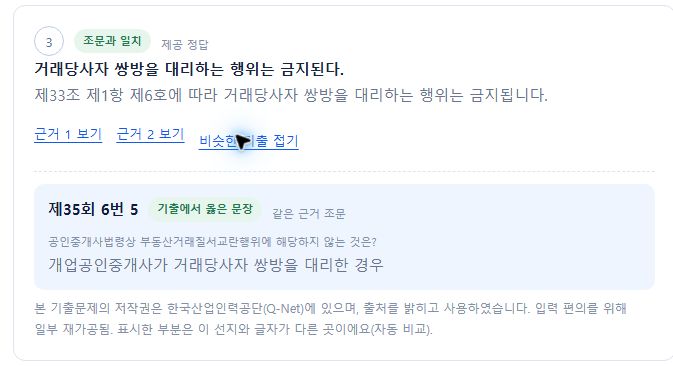 3 조문과 일치 제공 정답
거래당사자 쌍방을 대리하는 행위는 금지된다.
제33조 제1항 제6호에 따라 거래당사자 쌍방을 대리하는 행위는 금지됩니다.
근거 1 보기 근거 2 보기 비슷한 기출 접기
제35회 6번 5 기출에서 옳은 문장 같은 근거 조문
공인중개사법령상 부동산거래질서교란행위에 해당하지 않는 것은?
개업공인중개사가 거래당사자 쌍방을 대리한 경우
본 기출문제의 저작권은 한국산업인력공단(Q-Net)에 있으며, 출처를 밝히고 사용하였습니다. 입력 편의를 위해
일부 재가공됨. 표시한 부분은 이 선지와 글자가 다른 곳이에요(자동 비교).